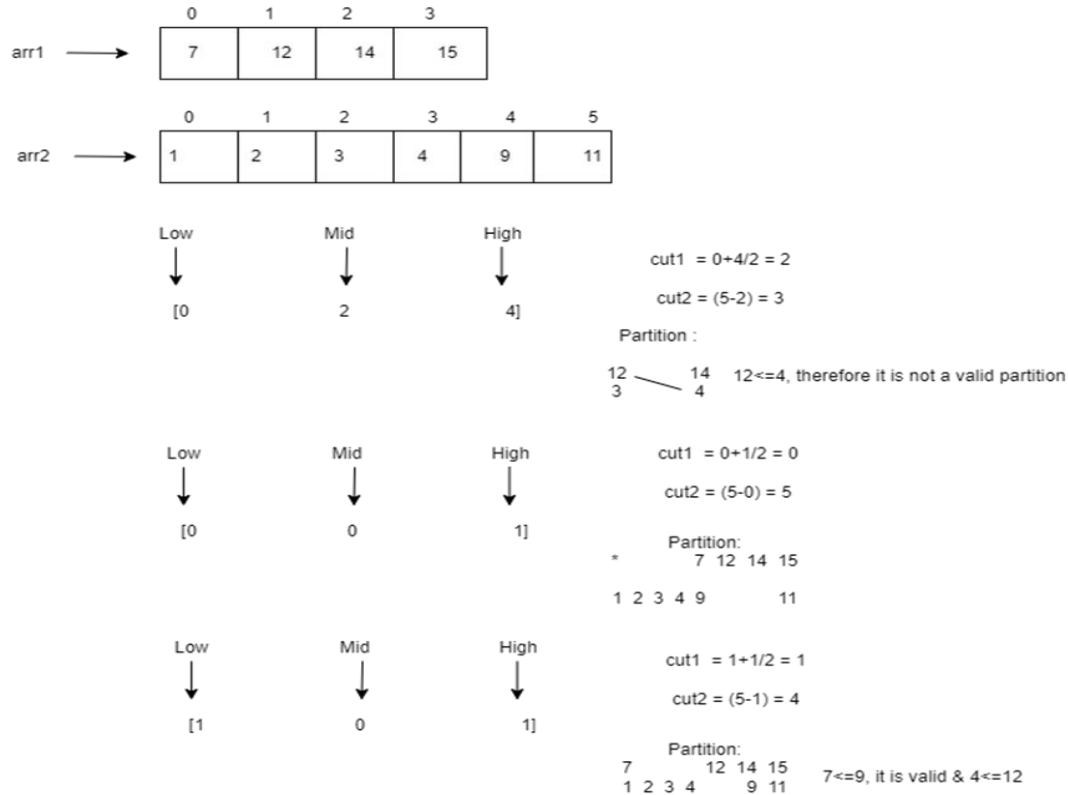 0 1 2 3
arr1 7 12 14 15
0 1 2 3 4 5
arr2 1 2 3 4 9 11
Low Mid High
[0 2 4]
cut1 = 0+4/2 = 2
cut2 = (5-2) = 3
Partition :
12 14 12<=4, therefore it is not a valid partition
3 4
Low Mid High
[0 0 1]
cut1 = 0+1/2 = 0
cut2 = (5-0) = 5
Partition:
* 7 12 14 15
1 2 3 4 9 11
Low Mid High
[1 0 1]
cut1 = 1+1/2 = 1
cut2 = (5-1) = 4
Partition:
7 12 14 15
1 2 3 4 9 11
7<=9, it is valid & 4<=12